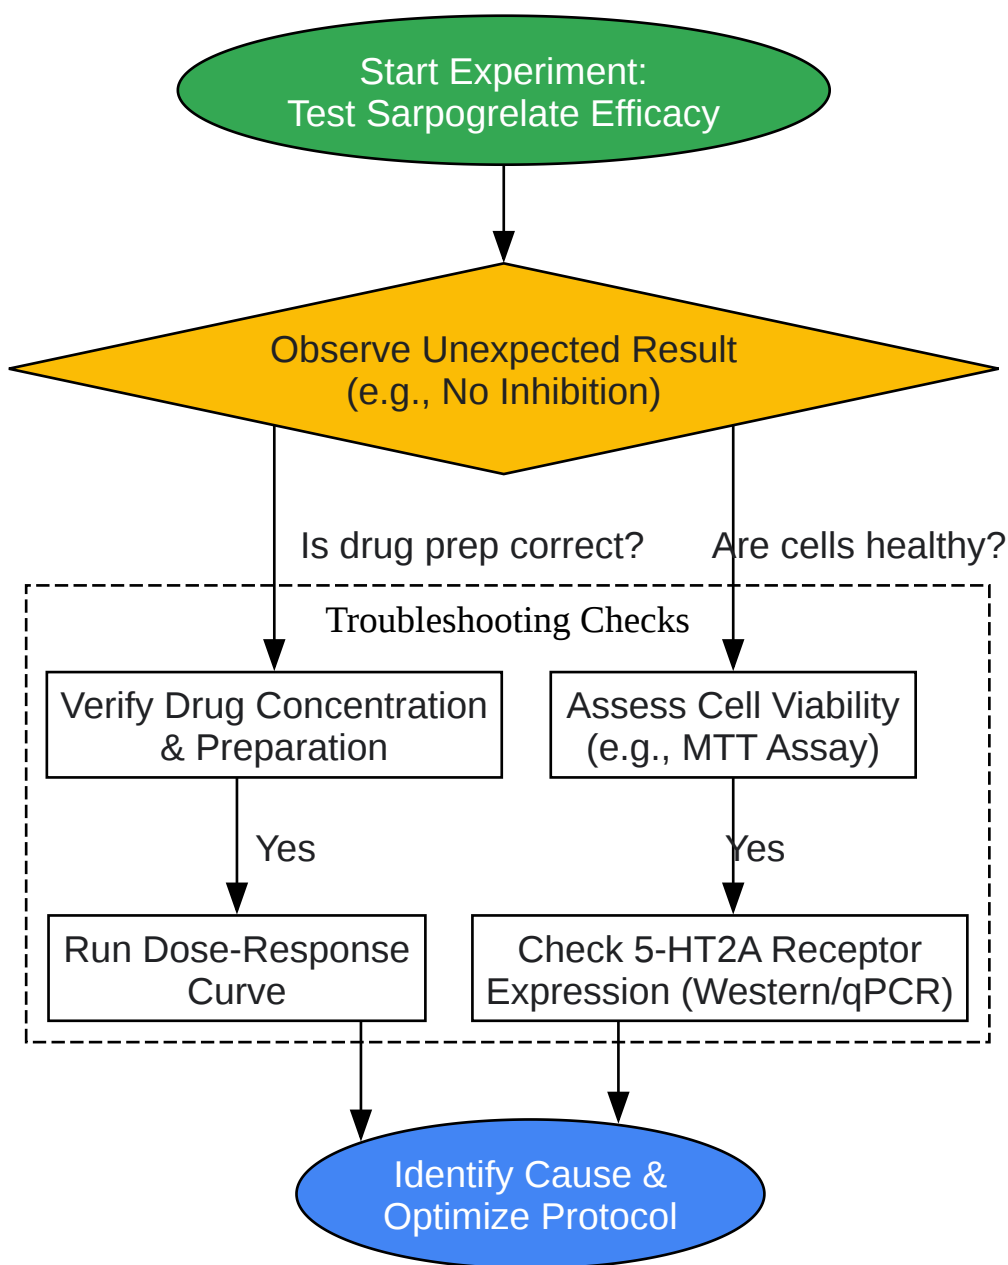 Start Experiment:
Test Sarpogrelate Efficacy
Observe Unexpected Result
(e.g., No Inhibition)
Is drug prep correct?
Are cells healthy?
Troubleshooting Checks
Verify Drug Concentration
& Preparation
Assess Cell Viability
(e.g., MTT Assay)
Yes
Yes
Run Dose-Response
Curve
Check 5-HT2A Receptor
Expression (Western/qPCR)
Identify Cause &
Optimize Protocol